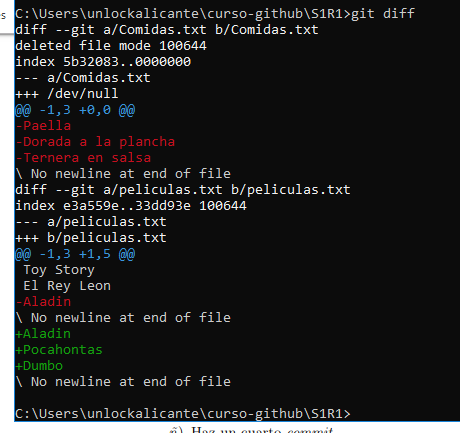 es
C:\Users\unlockalicante\curso-github\S1R1>git diff
diff --git a/Comidas.txt b/Comidas.txt
deleted file mode 100644
index 5b32083..0000000
--- a/Comidas.txt
+++ /dev/null
@@ -1,3 +0,0 @@
-Paella
-Dorada a la plancha
-Ternera en salsa
\ No newline at end of file
diff --git a/peliculas.txt b/peliculas.txt
index e3a559e..33dd93e 100644
--- a/peliculas.txt
+++ b/peliculas.txt
@@ -1,3 +1,5 @@
 Toy Story
 El Rey Leon
-Aladin
\ No newline at end of file
+Aladin
+Pocahontas
+Dumbo
\ No newline at end of file
C:\Users\unlockalicante\curso-github\S1R1>
ñ) Haz un cuarto commit